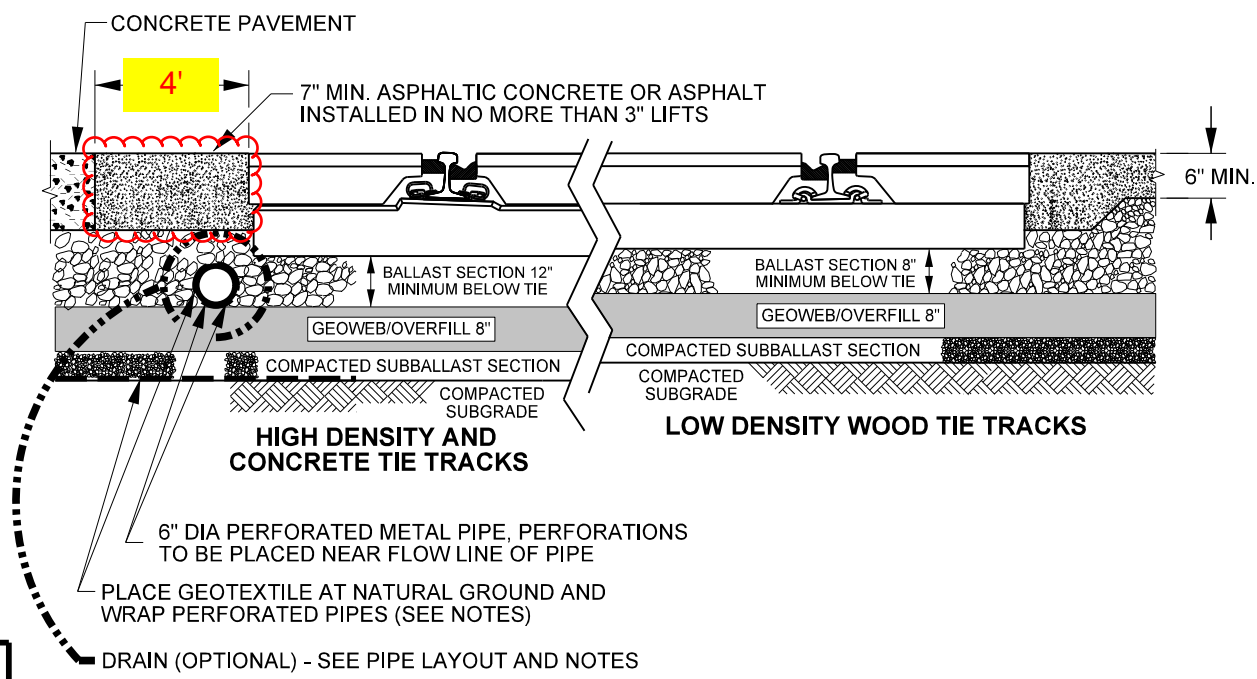 CONCRETE PAVEMENT
4'
7" MIN. ASPHALTIC CONCRETE OR ASPHALT
INSTALLED IN NO MORE THAN 3" LIFTS
6" MIN.
BALLAST SECTION 12"
MINIMUM BELOW TIE
BALLAST SECTION 8"
MINIMUM BELOW TIE
GEOWEB/OVERFILL 8"
GEOWEB/OVERFILL 8"
COMPACTED SUBBALLAST SECTION
COMPACTED SUBBALLAST SECTION
COMPACTED
SUBGRADE
COMPACTED
SUBGRADE
HIGH DENSITY AND
CONCRETE TIE TRACKS
LOW DENSITY WOOD TIE TRACKS
6" DIA PERFORATED METAL PIPE, PERFORATIONS
TO BE PLACED NEAR FLOW LINE OF PIPE
PLACE GEOTEXTILE AT NATURAL GROUND AND
WRAP PERFORATED PIPES (SEE NOTES)
DRAIN (OPTIONAL) - SEE PIPE LAYOUT AND NOTES